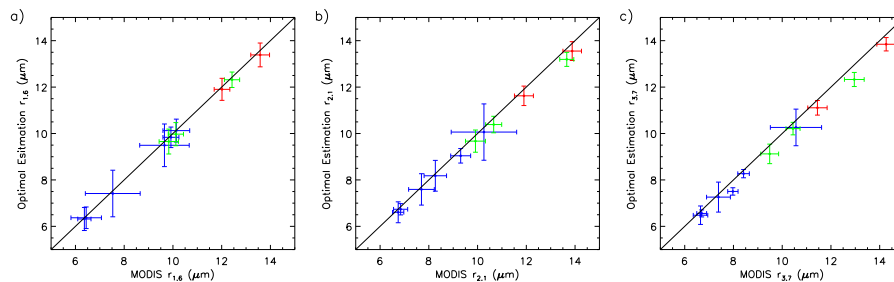 a)
Optimal Esitmation r1,6 (μm)
14
12
10
8
6
6 8 10 12 14
MODIS r1,6 (μm)
b)
Optimal Estimation r2,1 (μm)
14
12
10
8
6
6 8 10 12 14
MODIS r2,1 (μm)
c)
Optimal Esitmation r3,7 (μm)
14
12
10
8
6
6 8 10 12 14
MODIS r3,7 (μm)